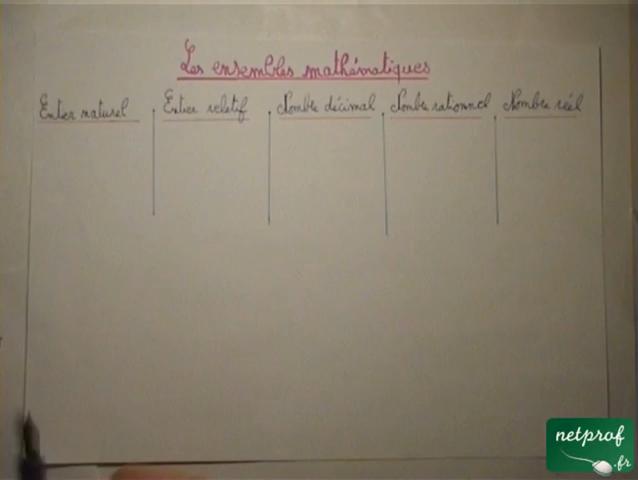 Les ensembles mathématiques
Entier naturel
Entier relatif
Nombre décimal
Nombre rationnel
Nombre réel
netprof
.fr